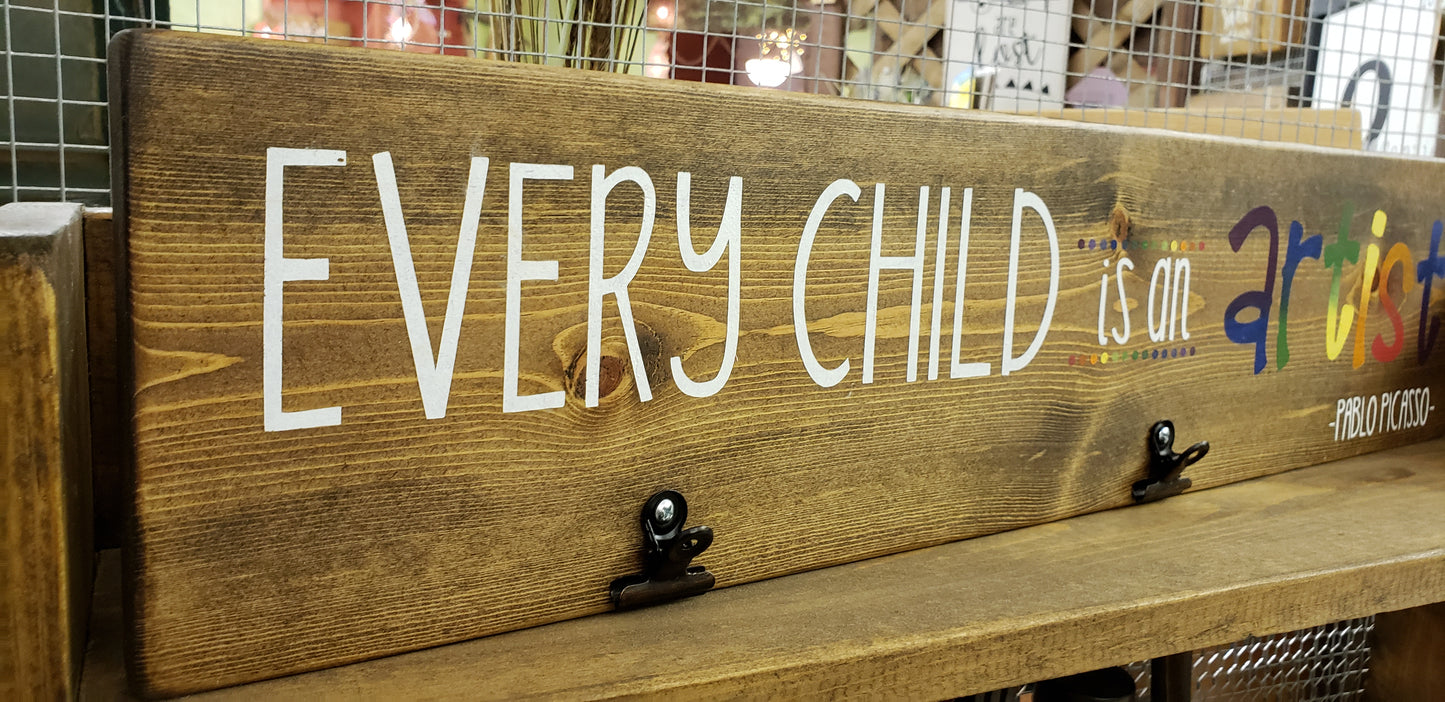 EVERY CHILD is an artist
-PABLO PICASSO-